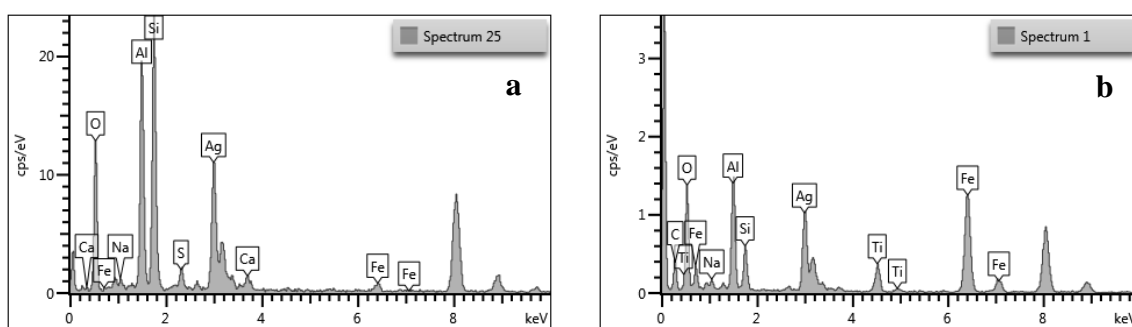 Spectrum 25
a
Si
Al
O
Ag
Ca
Fe
Na
S
Ca
Fe
Fe
20
10
0
cps/eV
0 2 4 6 8 keV
Spectrum 1
b
O
Al
C
Fe
Ti
Na
Si
Ag
Ti
Ti
Fe
Fe
3
2
1
0
cps/eV
0 2 4 6 8 keV